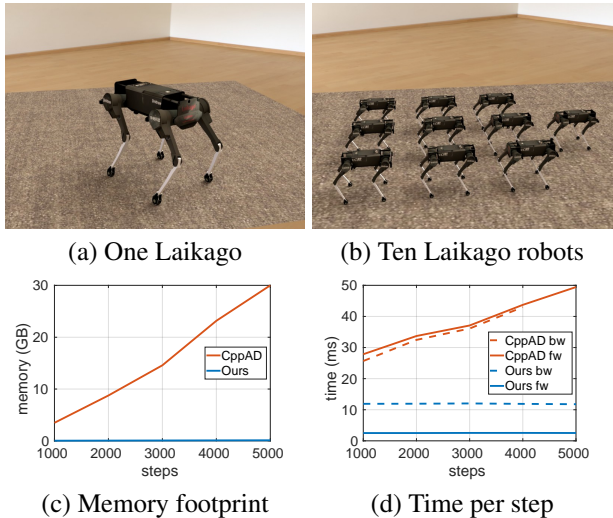 (a) One Laikago
(b) Ten Laikago robots
30
20
10
0
memory (GB)
CppAD
Ours
1000 2000 3000 4000 5000
steps
(c) Memory footprint
50
40
30
20
10
0
time (ms)
CppAD bw
CppAD fw
Ours bw
Ours fw
1000 2000 3000 4000 5000
steps
(d) Time per step